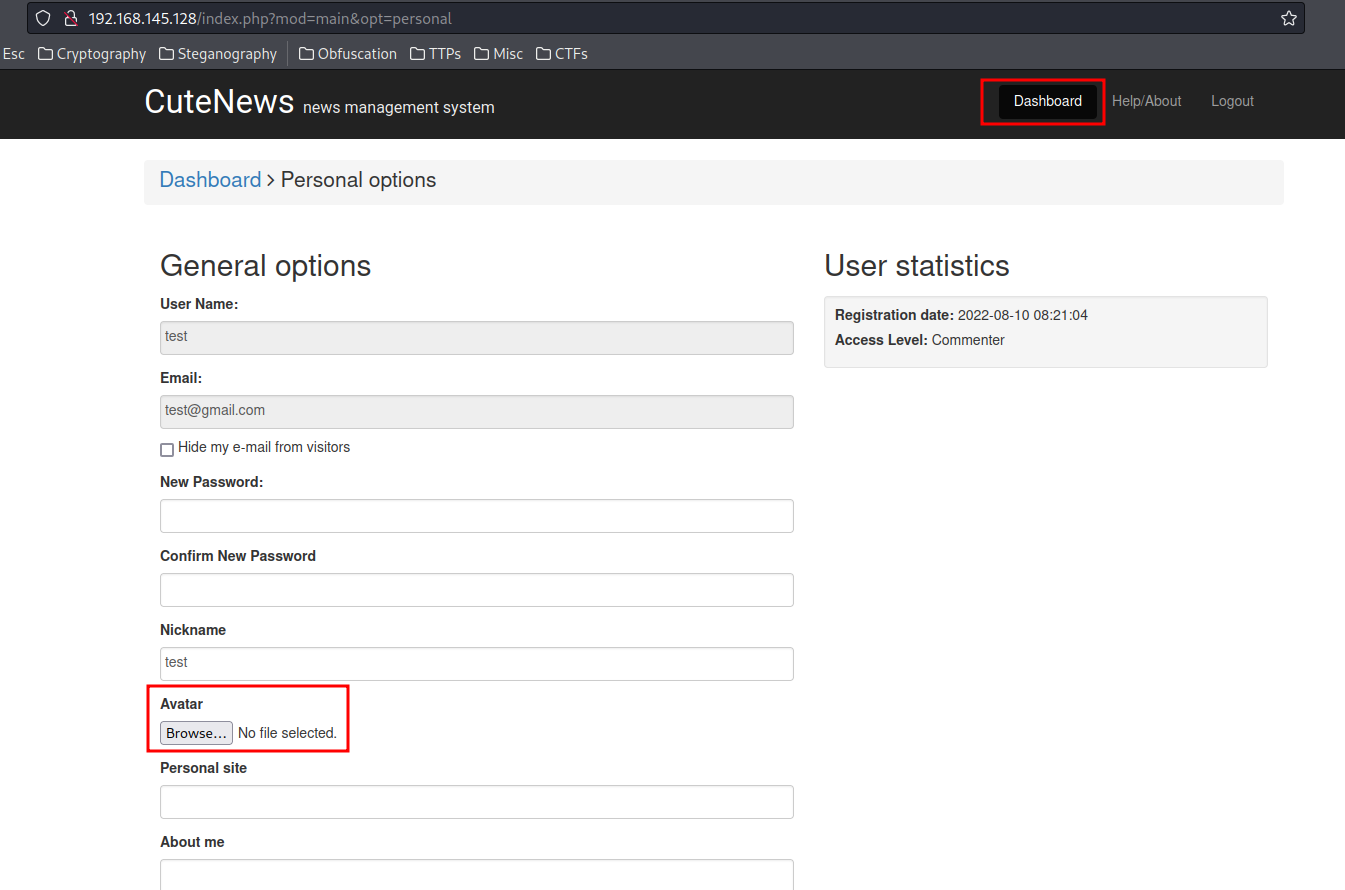 192.168.145.128/index.php?mod=main&opt=personal
Esc Cryptography Steganography Obfuscation TTPs Misc CTFs
CuteNews news management system Dashboard Help/About Logout
Dashboard > Personal options
General options
User Name:
test
Email:
test@gmail.com
Hide my e-mail from visitors
New Password:
Confirm New Password
Nickname
test
Avatar
Browse... No file selected.
Personal site
About me
User statistics
Registration date: 2022-08-10 08:21:04
Access Level: Commenter